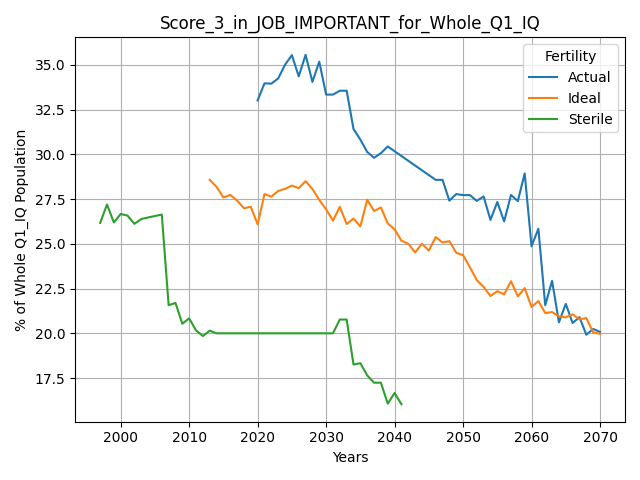 Score_3_in_JOB_IMPORTANT_for_Whole_Q1_IQ
% of Whole Q1_IQ Population
35.0
32.5
30.0
27.5
25.0
22.5
20.0
17.5
Fertility
Actual
Ideal
Sterile
2000 2010 2020 2030 2040 2050 2060 2070
Years